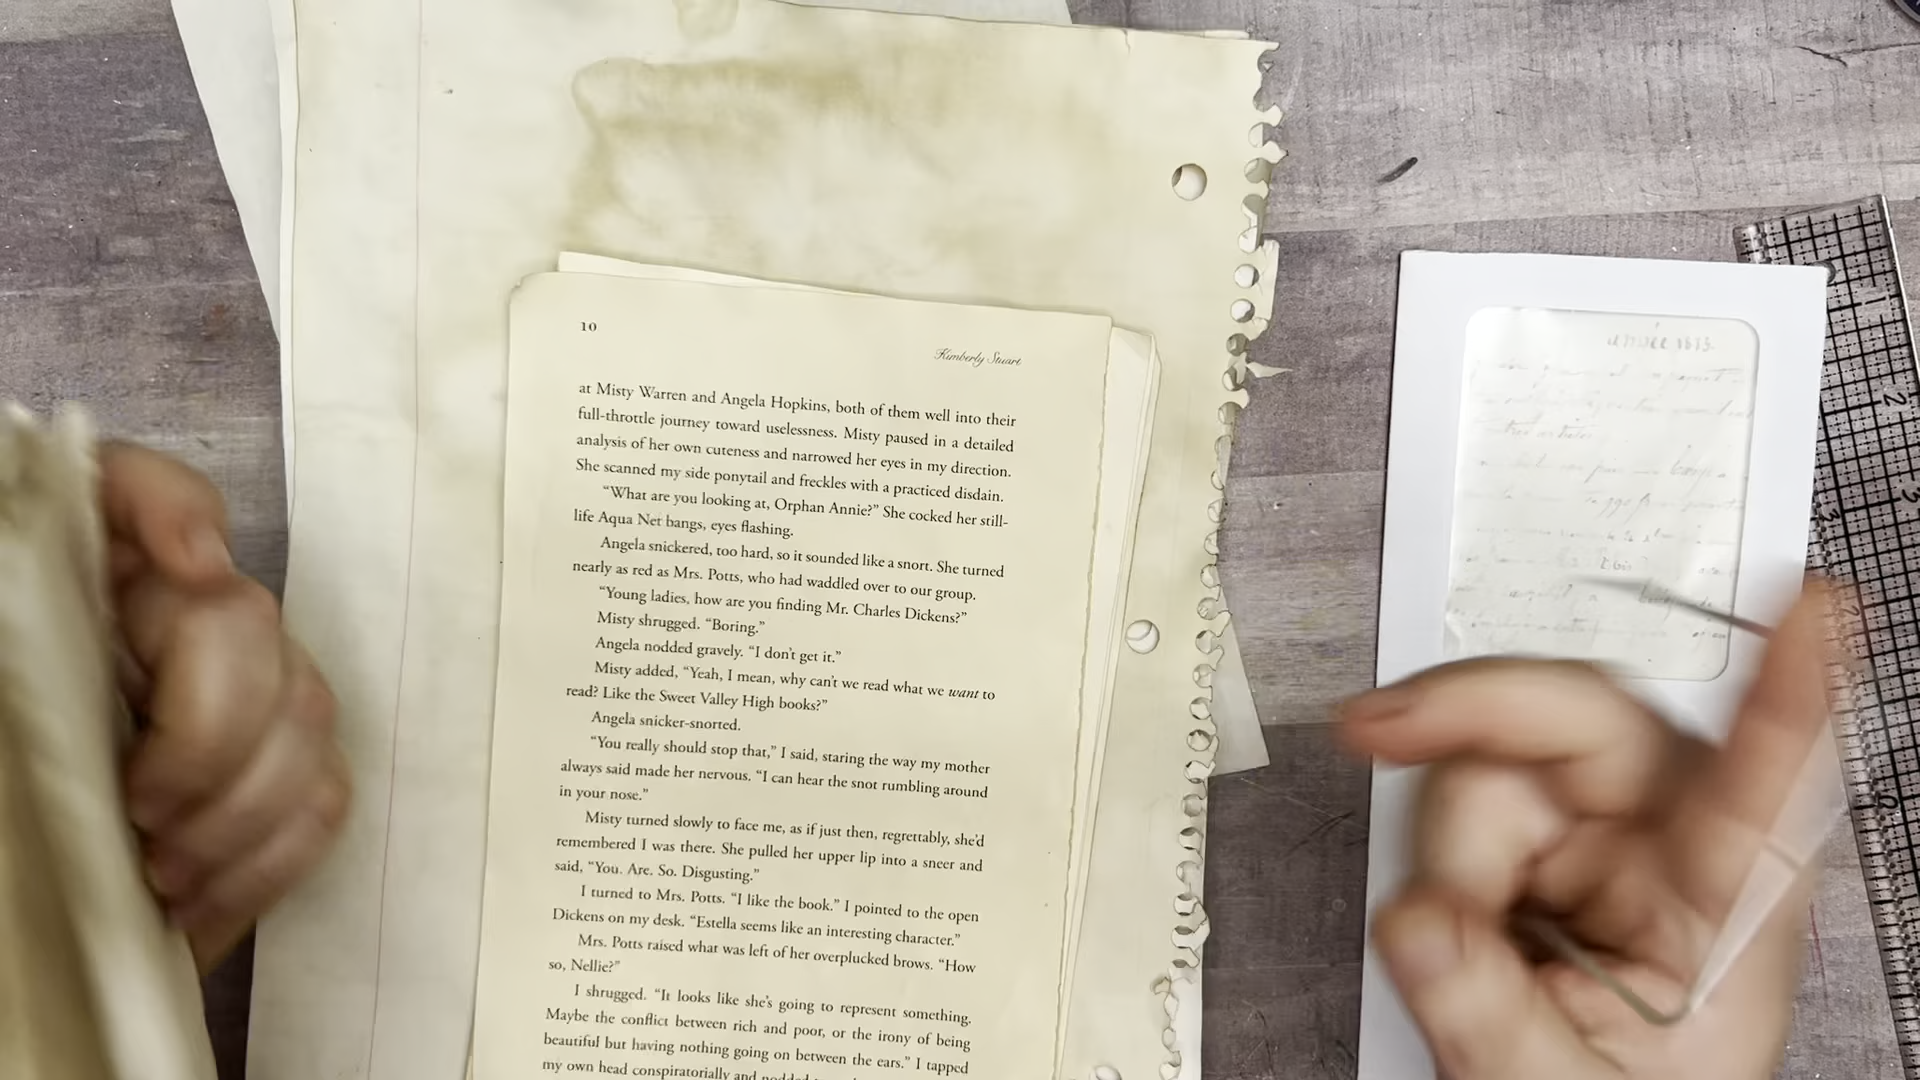 10
Kimberly Stuart
at Misty Warren and Angela Hopkins, both of them well into their
full-throttle journey toward uselessness. Misty paused in a detailed
analysis of her own cuteness and narrowed her eyes in my direction.
She scanned my side ponytail and freckles with a practiced disdain.
“What are you looking at, Orphan Annie?” She cocked her still-
life Aqua Net bangs, eyes flashing.
Angela snickered, too hard, so it sounded like a snort. She turned
nearly as red as Mrs. Potts, who had waddled over to our group.
“Young ladies, how are you finding Mr. Charles Dickens?”
Misty shrugged. “Boring.”
Angela nodded gravely. “I don’t get it.”
Misty added, “Yeah, I mean, why can’t we read what we want to
read? Like the Sweet Valley High books?”
Angela snicker-snorted.
“You really should stop that,” I said, staring the way my mother
always said made her nervous. “I can hear the snot rumbling around
in your nose.”
Misty turned slowly to face me, as if just then, regrettably, she’d
remembered I was there. She pulled her upper lip into a sneer and
said, “You. Are. So. Disgusting.”
I turned to Mrs. Potts. “I like the book.” I pointed to the open
Dickens on my desk. “Estella seems like an interesting character.”
Mrs. Potts raised what was left of her overplucked brows. “How
so, Nellie?”
I shrugged. “It looks like she’s going to represent something.
Maybe the conflict between rich and poor, or the irony of being
beautiful but having nothing going on between the ears.” I tapped
my own head conspiratorially and
1
2
3